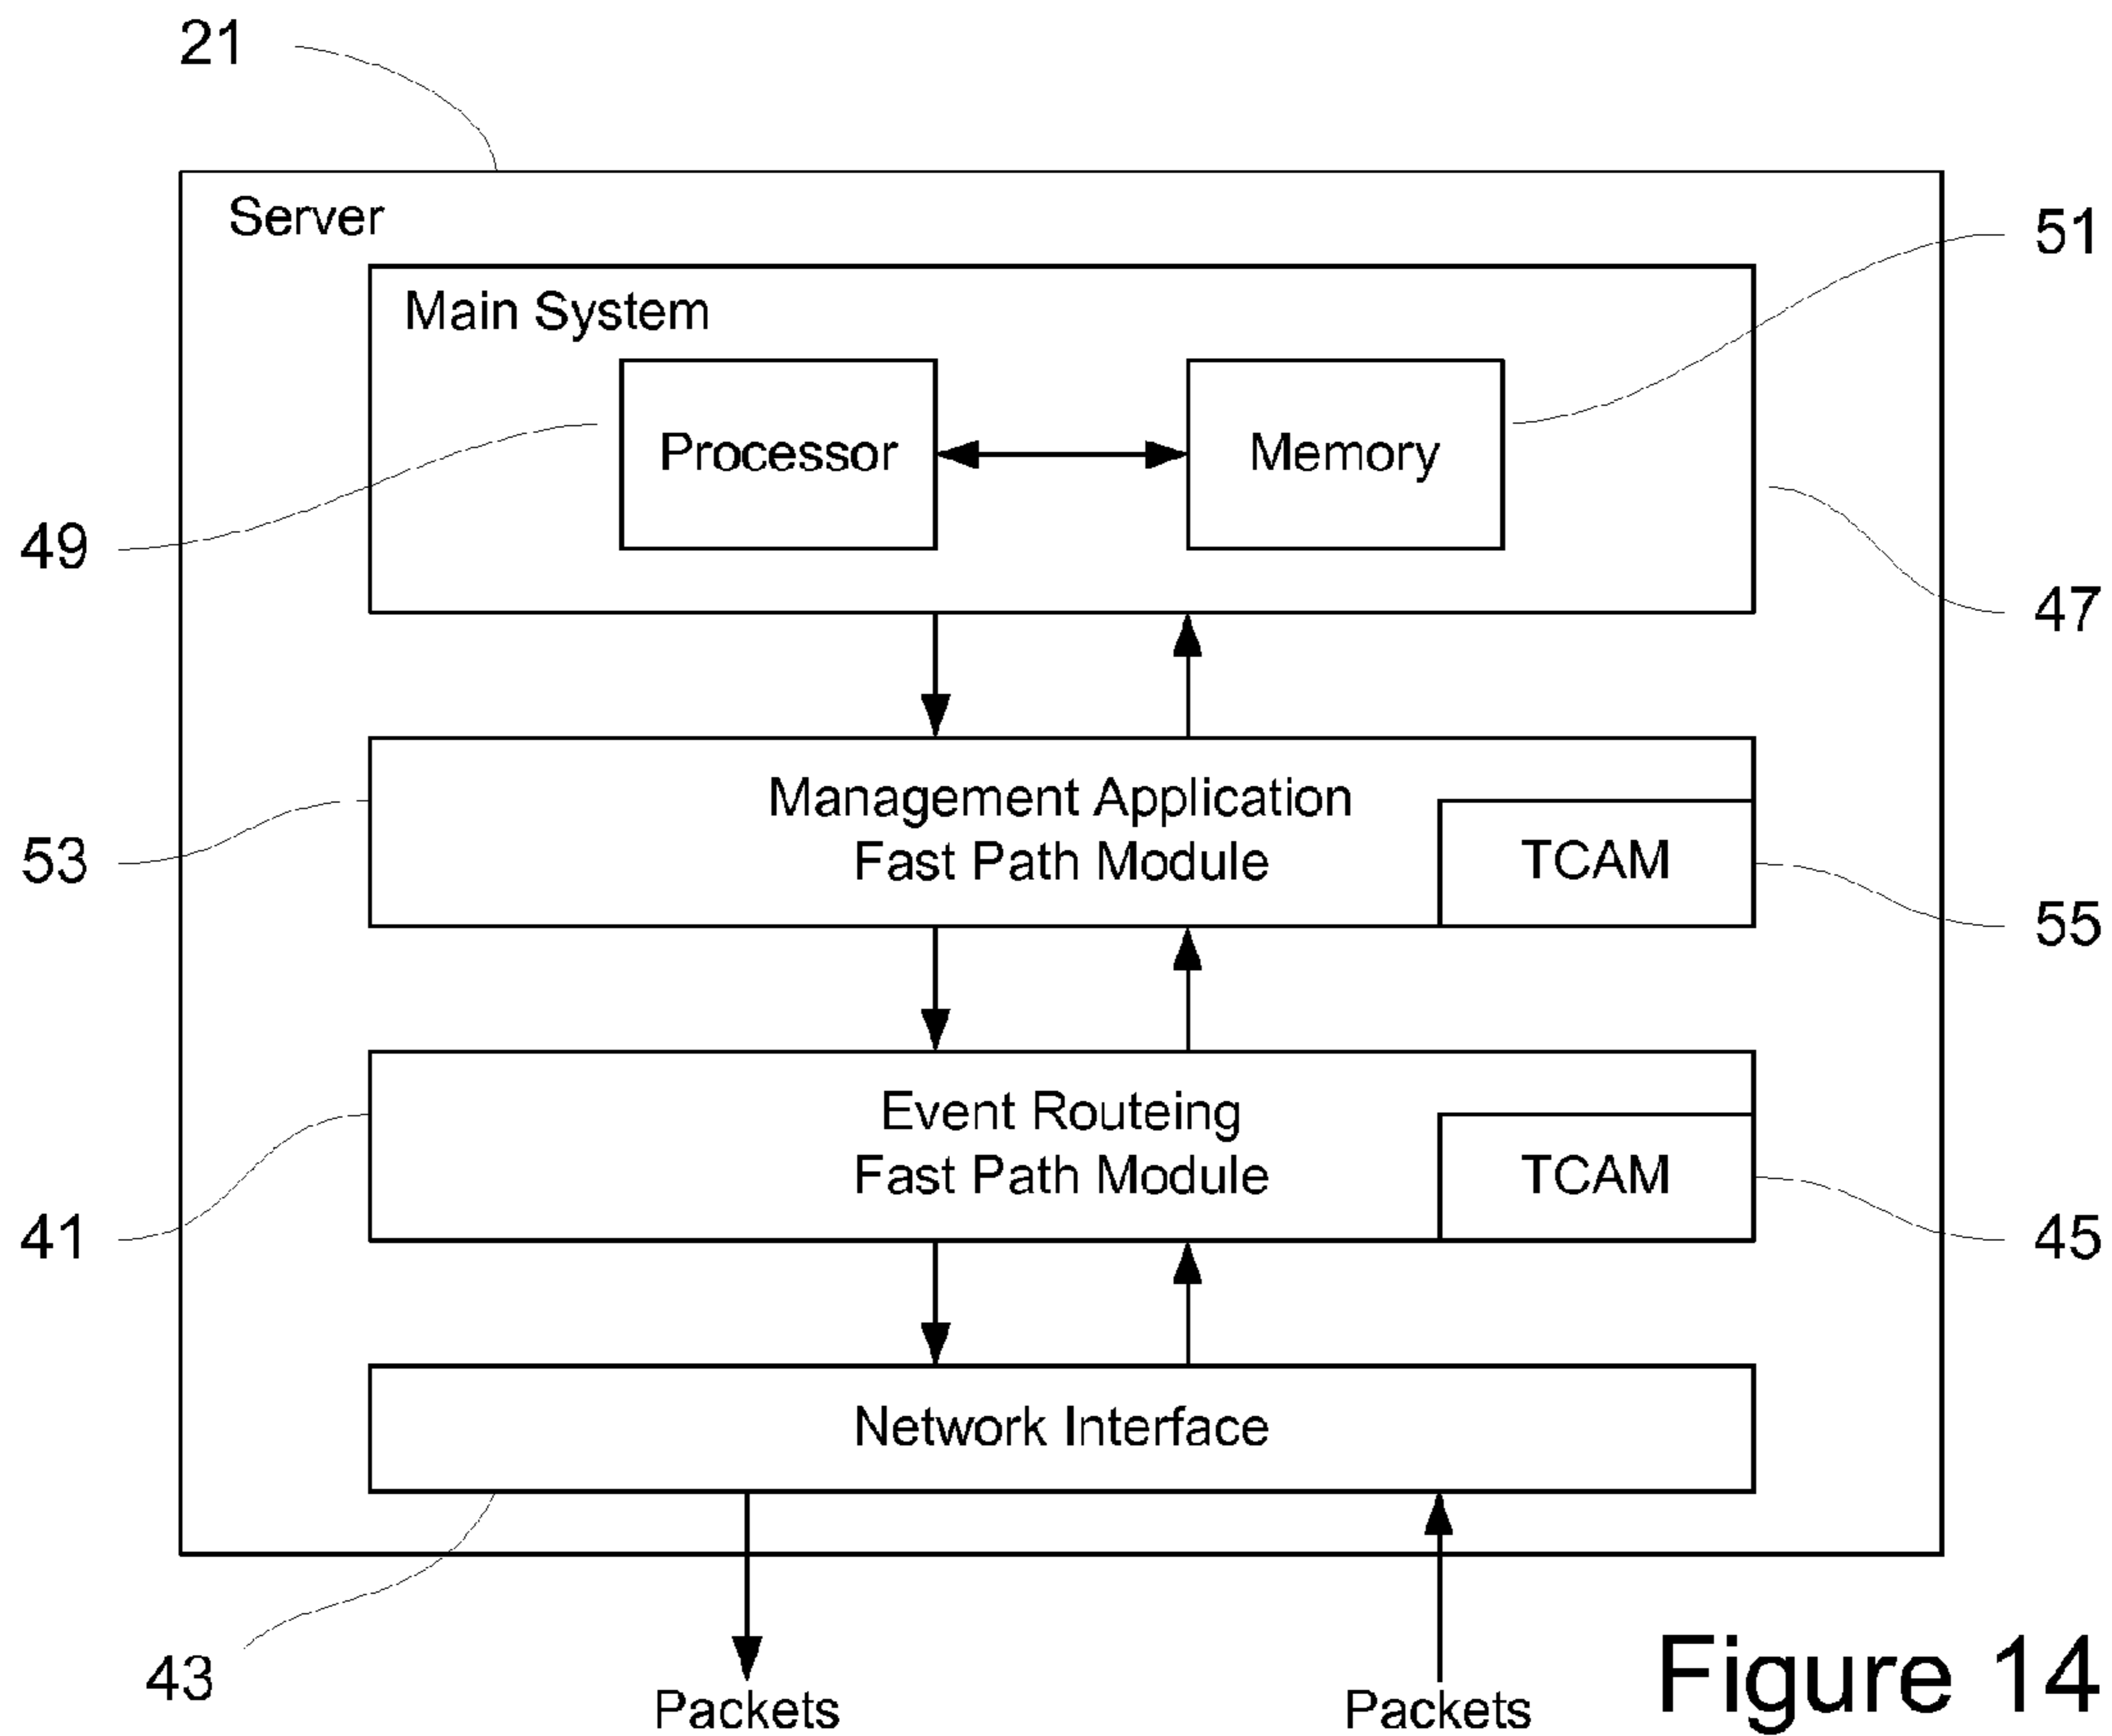 21
Server
51
Main System
Processor
Memory
49
47
Management Application
Fast Path Module
TCAM
53
55
Event Routeing
Fast Path Module
TCAM
41
45
Network Interface
43
Packets
Packets
Figure 14